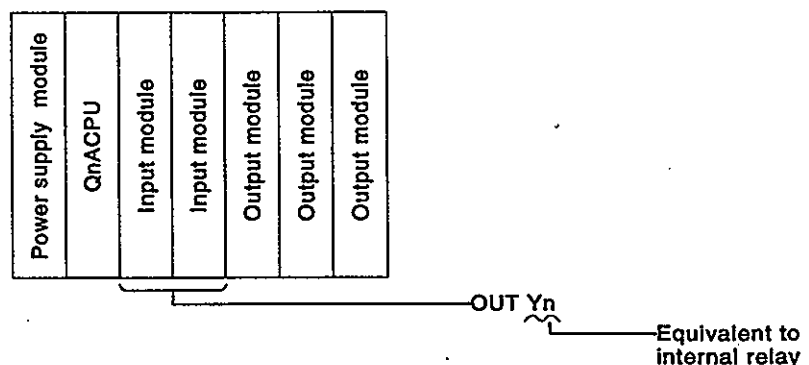 Power supply module
QnACPU
Input module
Input module
Output module
Output module
Output module
OUT Yn
Equivalent to
internal relay